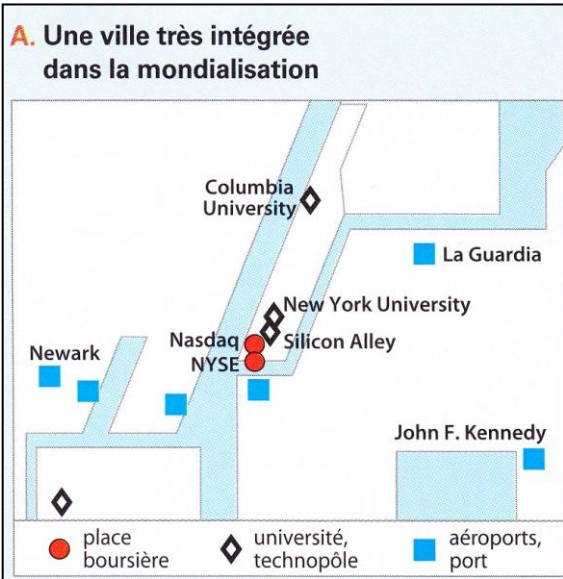 A. Une ville très intégrée
dans la mondialisation
Columbia
University
La Guardia
New York University
Nasdaq
Silicon Alley
NYSE
Newark
John F. Kennedy
place
boursière
université,
technopôle
aéroports,
port